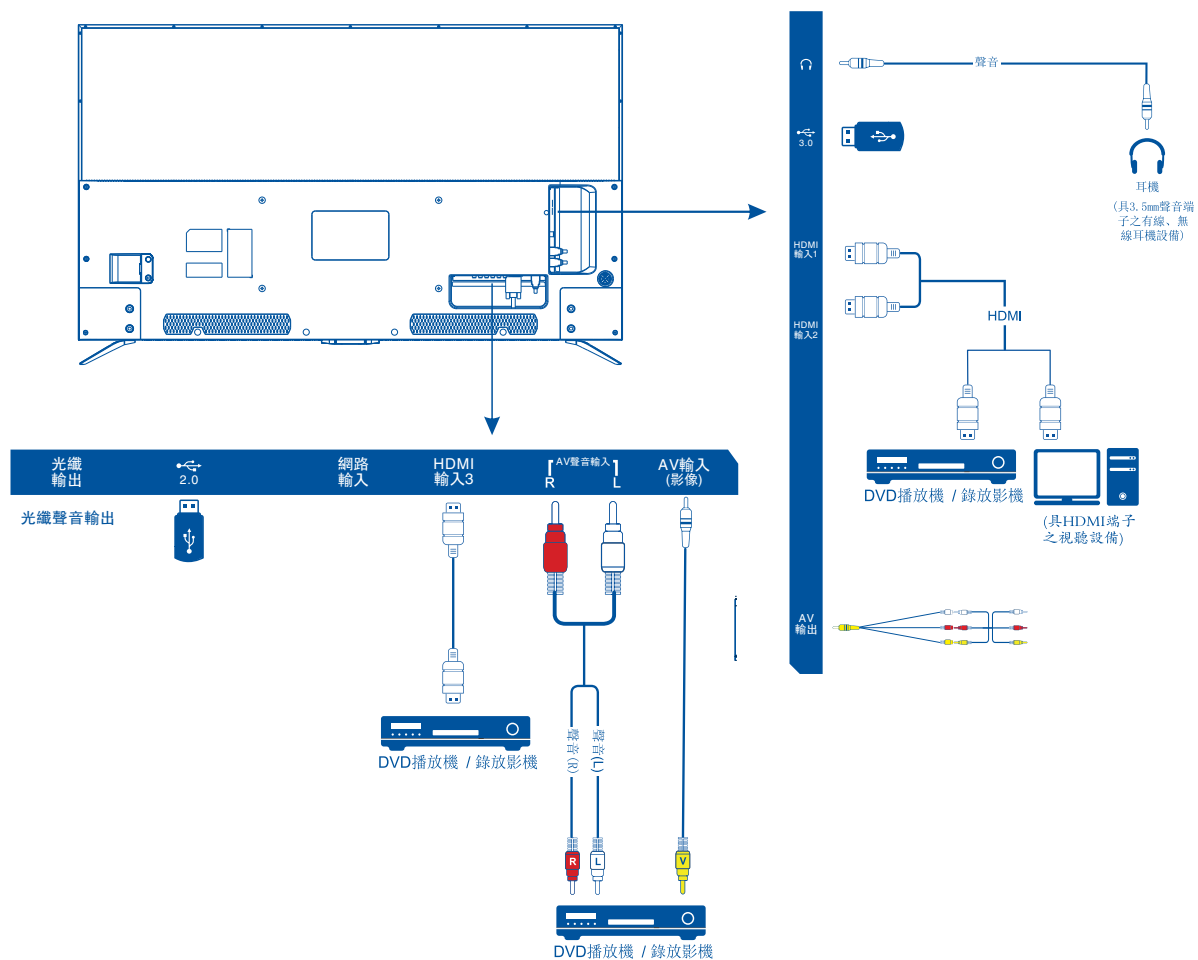 聲音
3.0
耳機
(具3.5mm聲音端
子之有線、無
線耳機設備)
HDMI
輸入1
HDMI
HDMI
輸入2
DVD播放機 / 錄放影機
(具HDMI端子
之視聽設備)
AV
輸出
光纖
輸出
2.0
網路
輸入
HDMI
輸入3
AV聲音輸入
R
L
AV輸入
(影像)
光纖聲音輸出
DVD播放機 / 錄放影機
聲音(R)
聲音(L)
R
L
V
DVD播放機 / 錄放影機